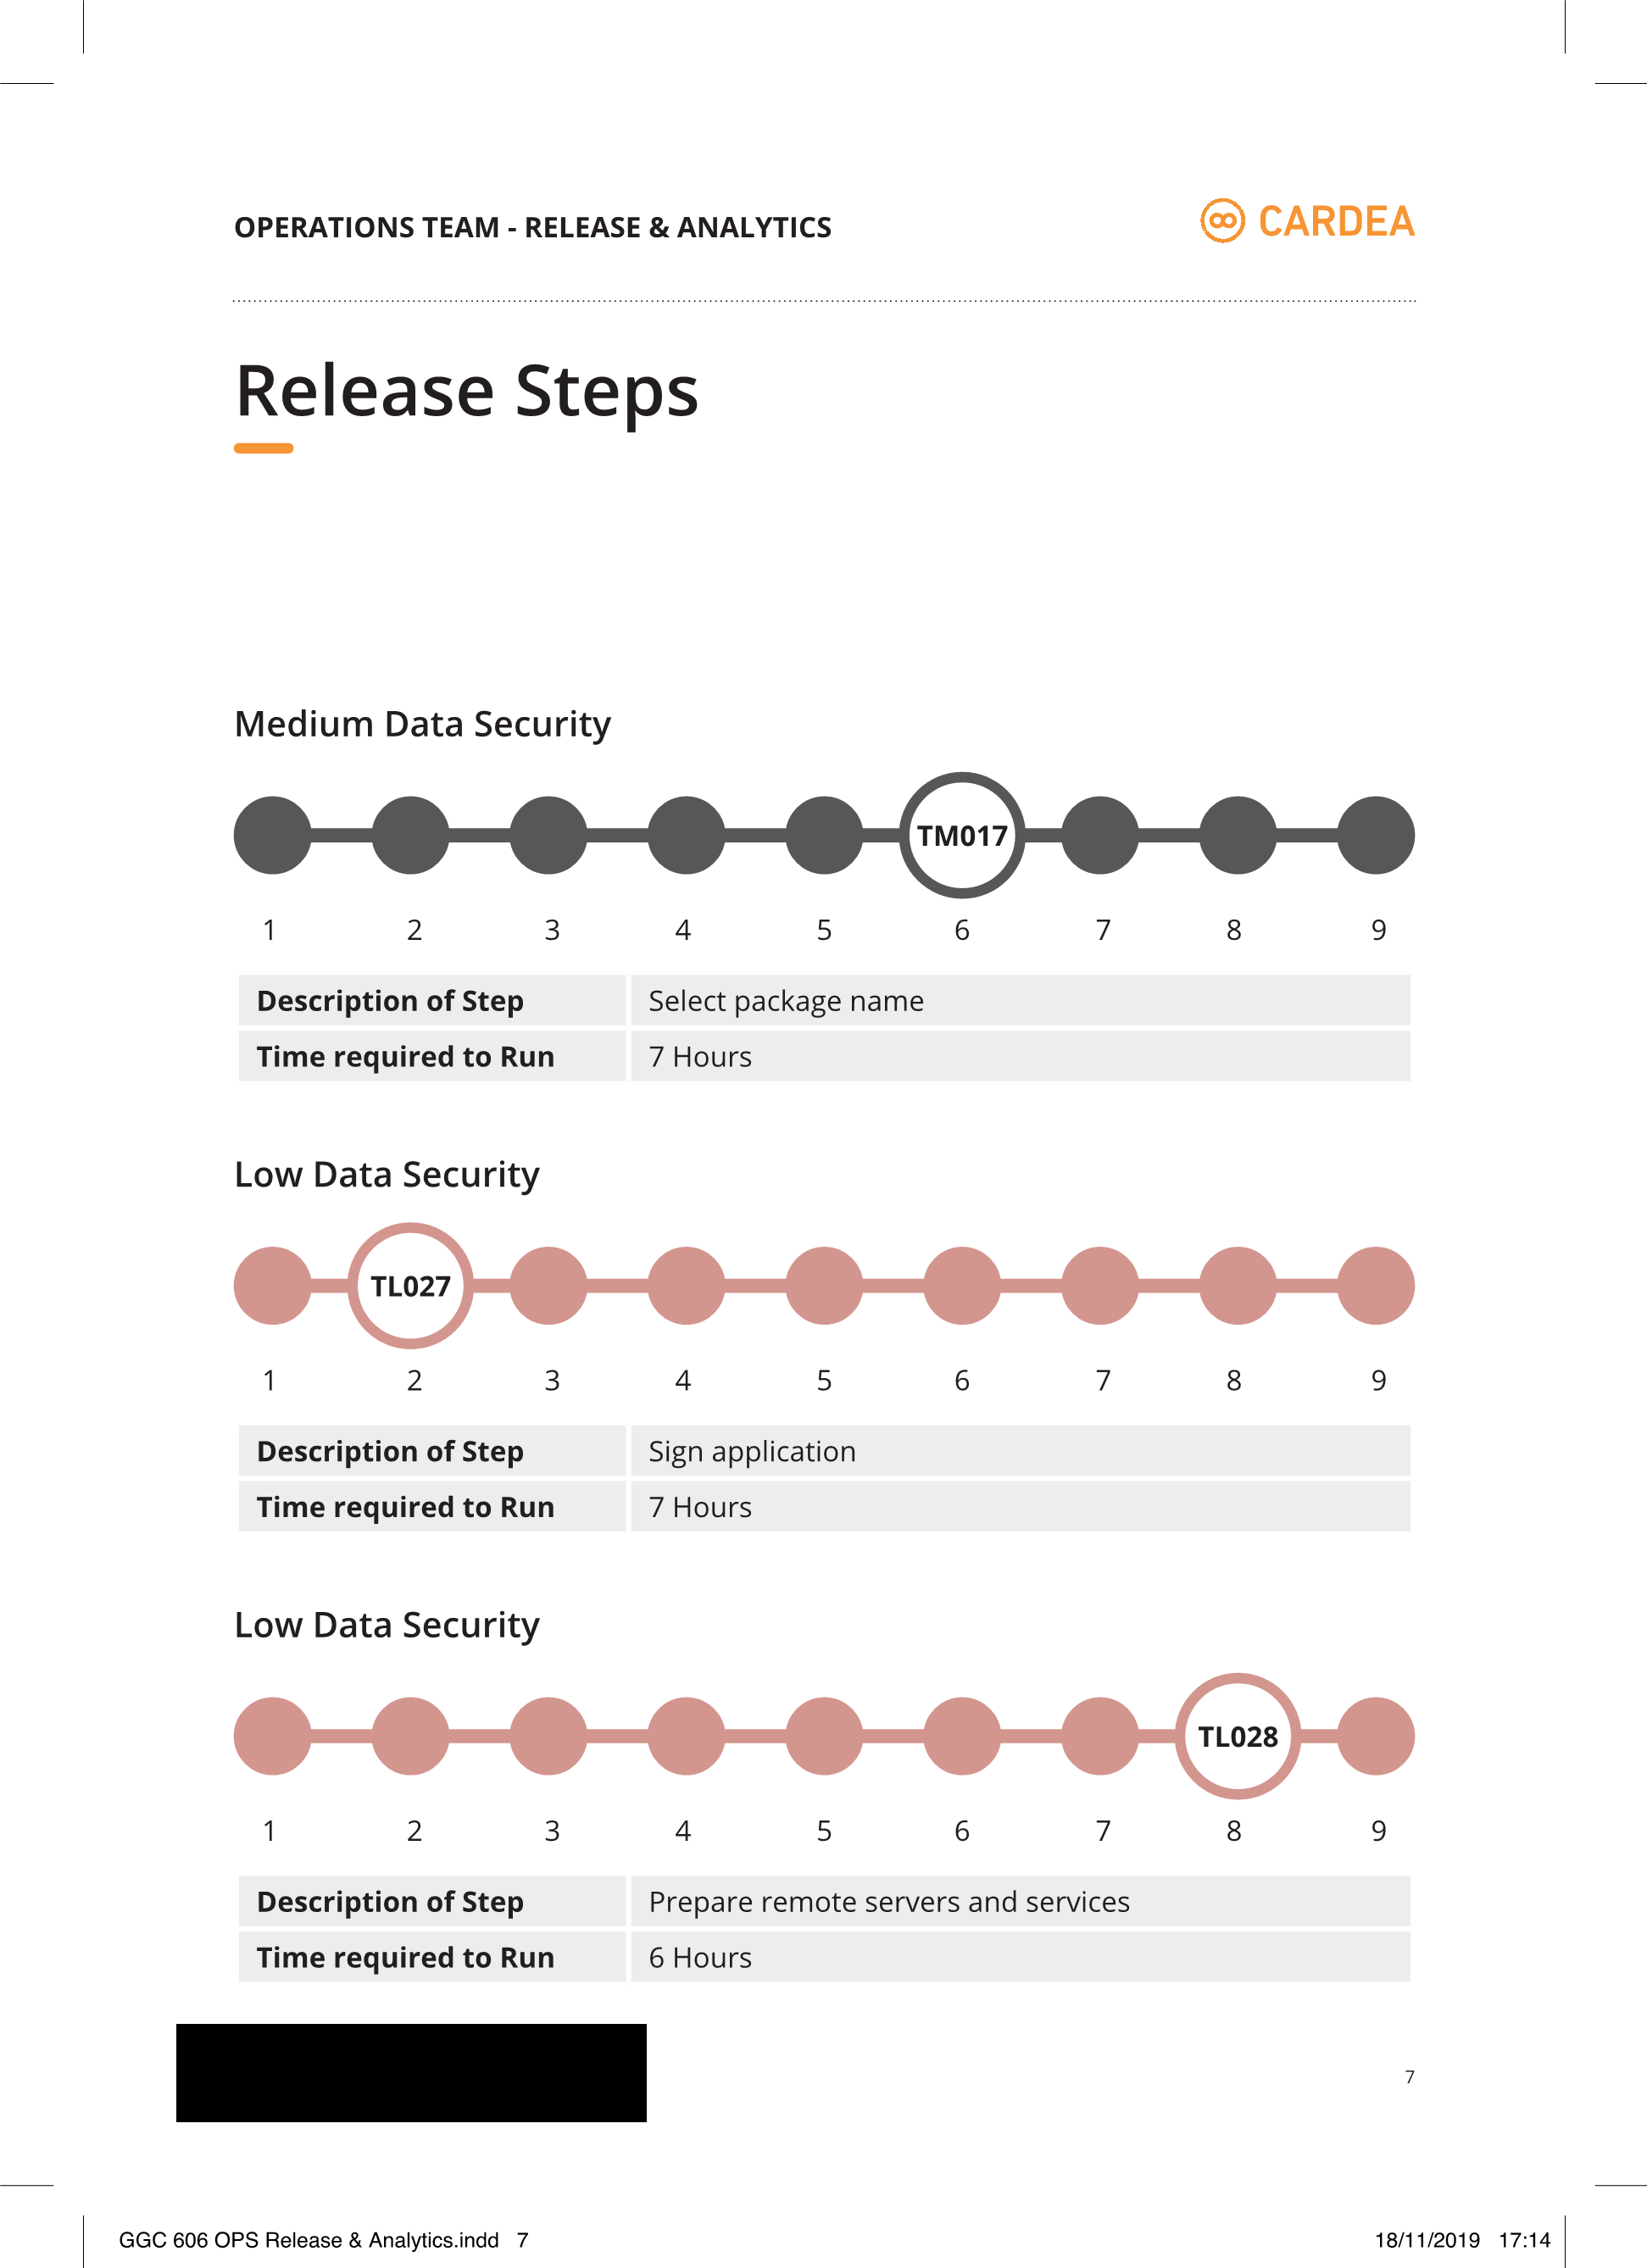 OPERATIONS TEAM - RELEASE & ANALYTICS
CARDEA
Release Steps
Medium Data Security
TM017
1 2 3 4 5 6 7 8 9
Description of Step Select package name
Time required to Run 7 Hours
Low Data Security
TL027
1 2 3 4 5 6 7 8 9
Description of Step Sign application
Time required to Run 7 Hours
Low Data Security
TL028
1 2 3 4 5 6 7 8 9
Description of Step Prepare remote servers and services
Time required to Run 6 Hours
7
GGC 606 OPS Release & Analytics.indd 7 18/11/2019 17:14